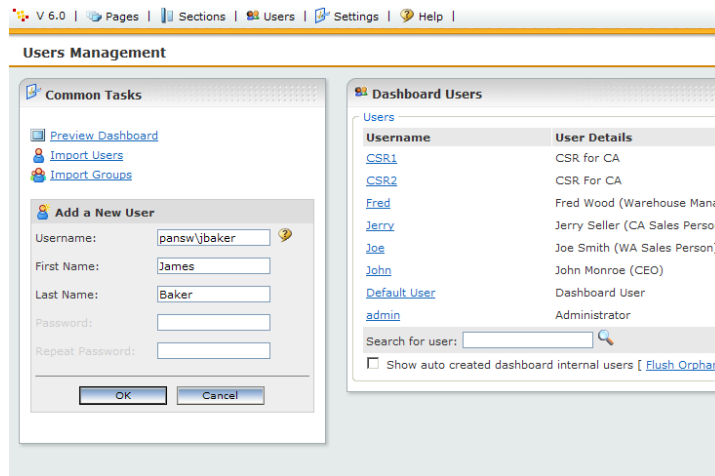 V 6.0 | Pages | Sections | Users | Settings | Help |
Users Management
Common Tasks
Preview Dashboard
Import Users
Import Groups
Add a New User
Username: pansw\jbaker
First Name: James
Last Name: Baker
Password:
Repeat Password:
OK Cancel
Dashboard Users
Users
Username User Details
CSR1 CSR for CA
CSR2 CSR For CA
Fred Fred Wood (Warehouse Mana
Jerry Jerry Seller (CA Sales Perso
Joe Joe Smith (WA Sales Person)
John John Monroe (CEO)
Default User Dashboard User
admin Administrator
Search for user:
Show auto created dashboard internal users [ Flush Orphar